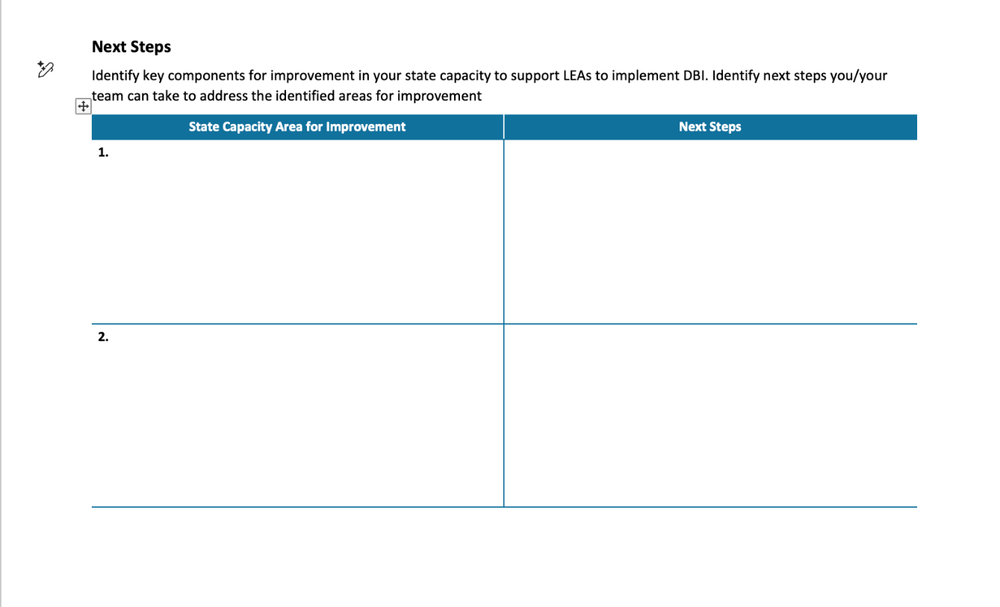 Next Steps
Identify key components for improvement in your state capacity to support LEAs to implement DBI. Identify next steps you/your
team can take to address the identified areas for improvement
State Capacity Area for Improvement
Next Steps
1.
2.